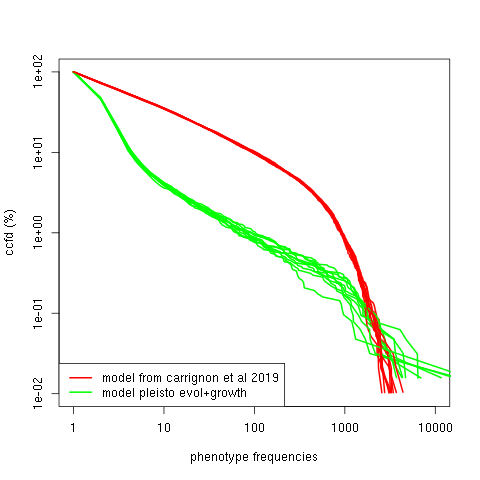 1e+02
1e+01
1e+00
1e-01
1e-02
ccfd (%)
model from carrignon et al 2019
model pleisto evol+growth
1 10 100 1000 10000
phenotype frequencies